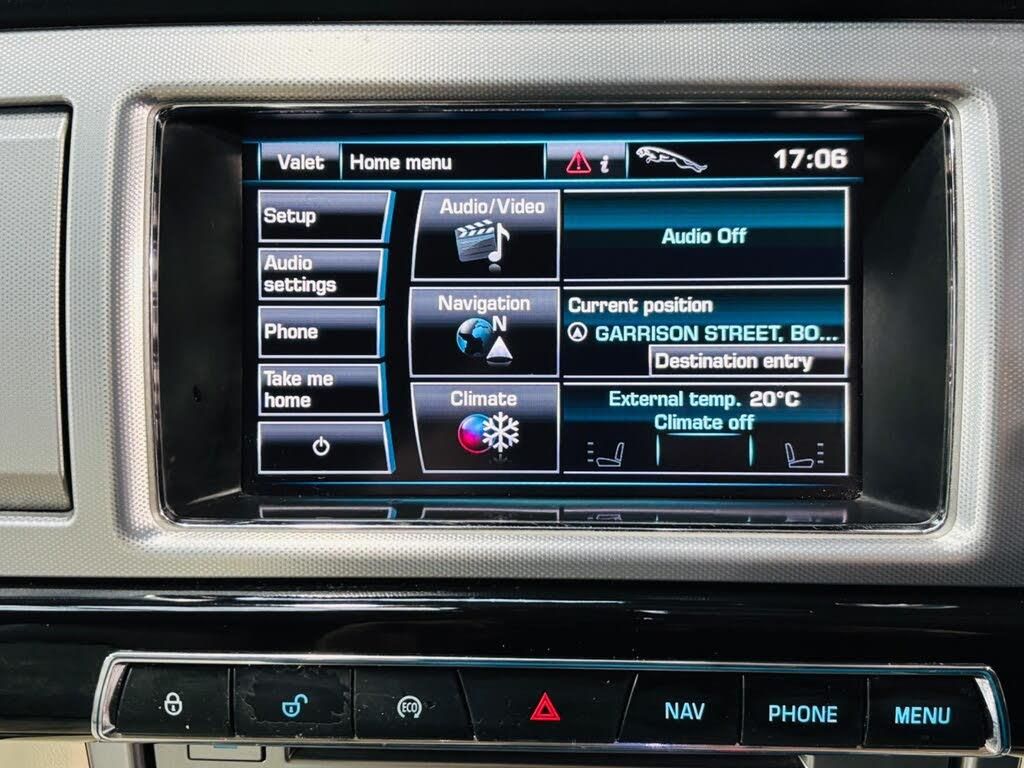 Valet Home menu i 17:06
Setup
Audio
settings
Phone
Take me
home
Audio/Video
Audio Off
Navigation
N
Current position
GARRISON STREET, BO...
Destination entry
Climate
External temp. 20°C
Climate off
ECO
NAV
PHONE
MENU